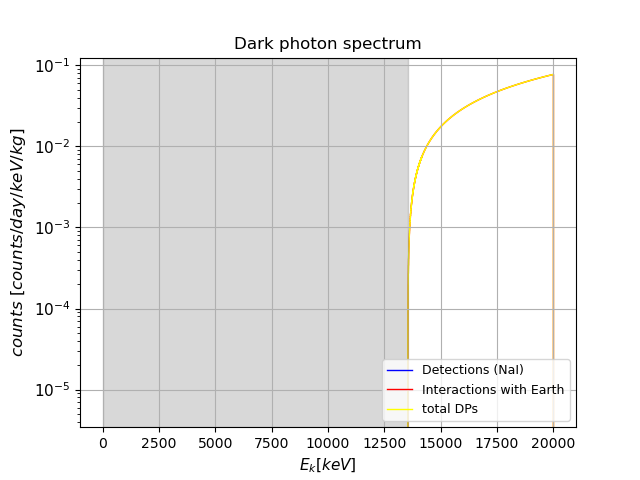 Dark photon spectrum
counts [counts/day/keV/kg]
10⁻¹
10⁻²
10⁻³
10⁻⁴
10⁻⁵
Detections (NaI)
Interactions with Earth
total DPs
0 2500 5000 7500 10000 12500 15000 17500 20000
Eₖ[keV]